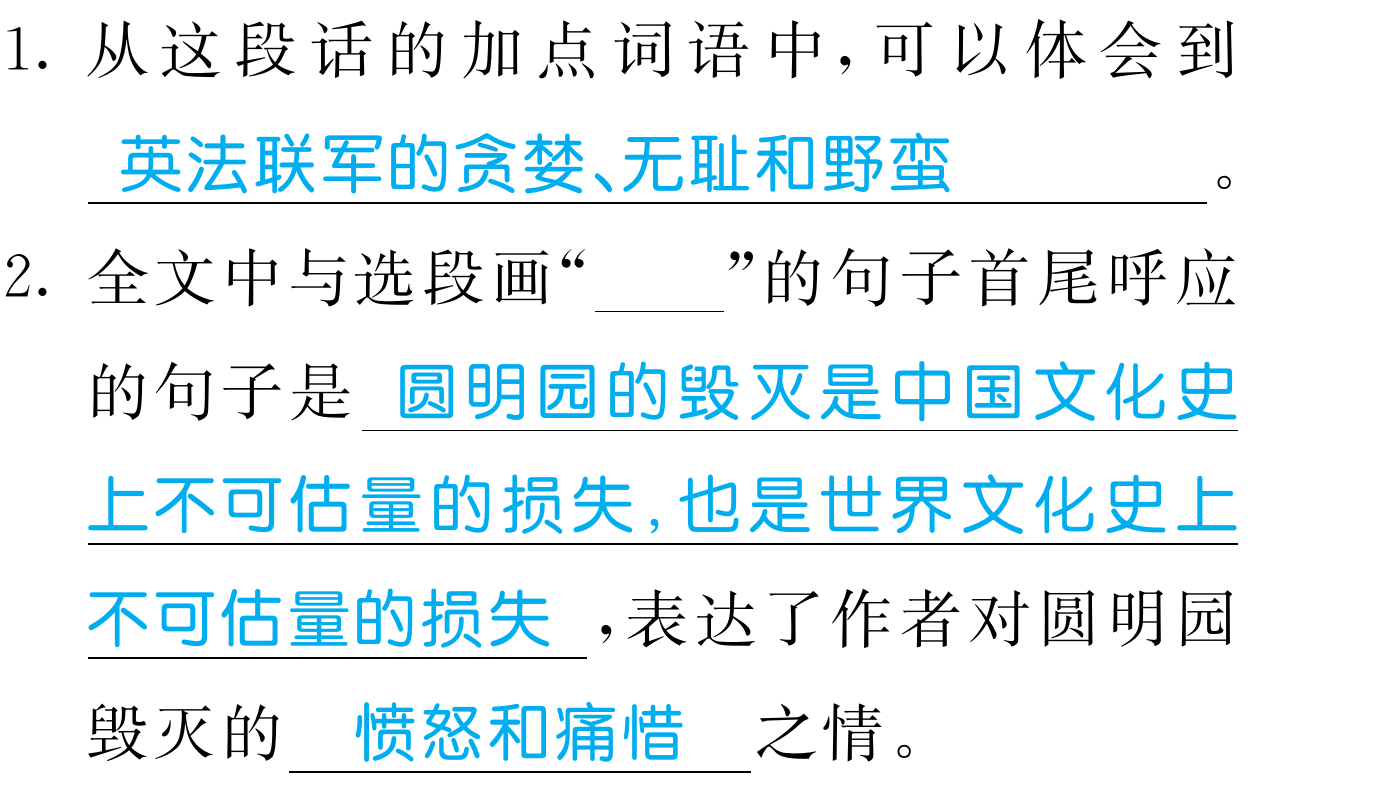 1. 从这段话的加点词语中,可以体会到
英法联军的贪婪、无耻和野蛮。
2. 全文中与选段画“____”的句子首尾呼应
的句子是 圆明园的毁灭是中国文化史
上不可估量的损失,也是世界文化史上
不可估量的损失,表达了作者对圆明园
毁灭的 愤怒和痛惜 之情。